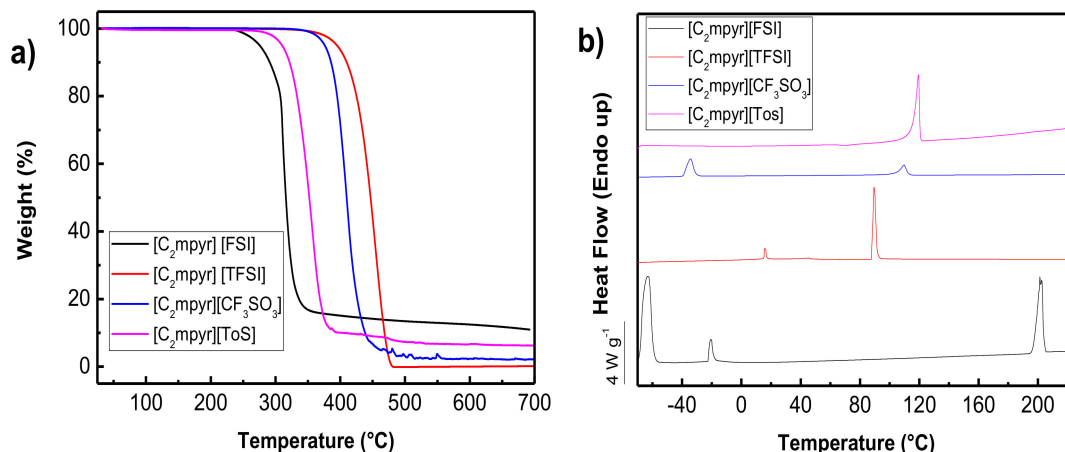 a)
Weight (%)
100
80
60
40
20
0
[C₂mpyr] [FSI]
[C₂mpyr] [TFSI]
[C₂mpyr][CF₃SO₃]
[C₂mpyr][ToS]
100 200 300 400 500 600 700
Temperature (°C)
b)
Heat Flow (Endo up)
4 W g⁻¹
[C₂mpyr][FSI]
[C₂mpyr][TFSI]
[C₂mpyr][CF₃SO₃]
[C₂mpyr][Tos]
-40 0 40 80 120 160 200
Temperature (°C)